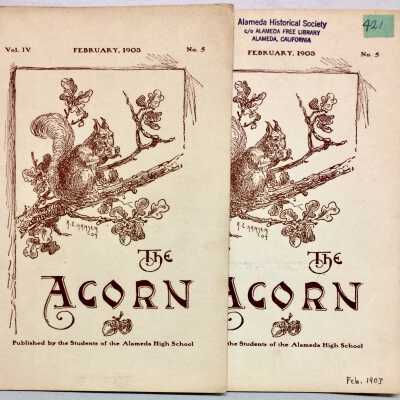 Vol. IV FEBRUARY, 1903 No. 5
The
ACORN
Published by the Students of the Alameda High School
Alameda Historical Society
c/o ALAMEDA FREE LIBRARY
ALAMEDA, CALIFORNIA
421
FEBRUARY, 1903 No. 5
The
ACORN
the Students of the Alameda High School
Feb. 1903